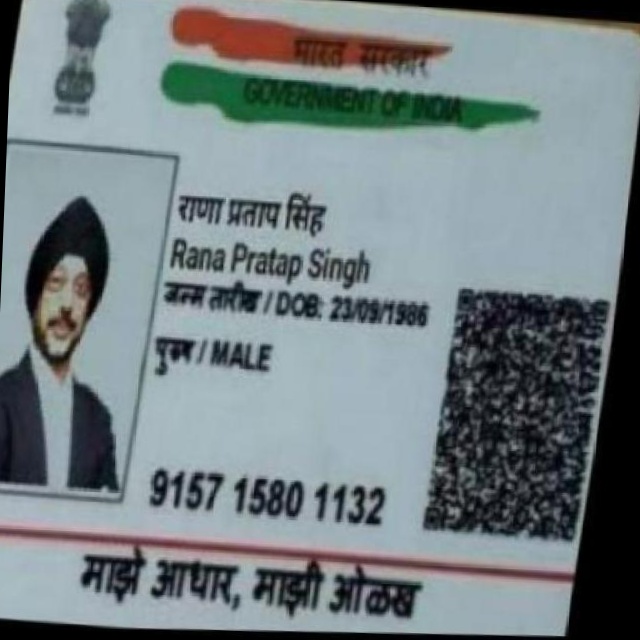 भारत सरकार
GOVERNMENT OF INDIA
राणा प्रताप सिंह
Rana Pratap Singh
जन्म तारीख / DOB: 23/09/1986
पुरुष / MALE
9157 1580 1132
माझे आधार, माझी ओळख